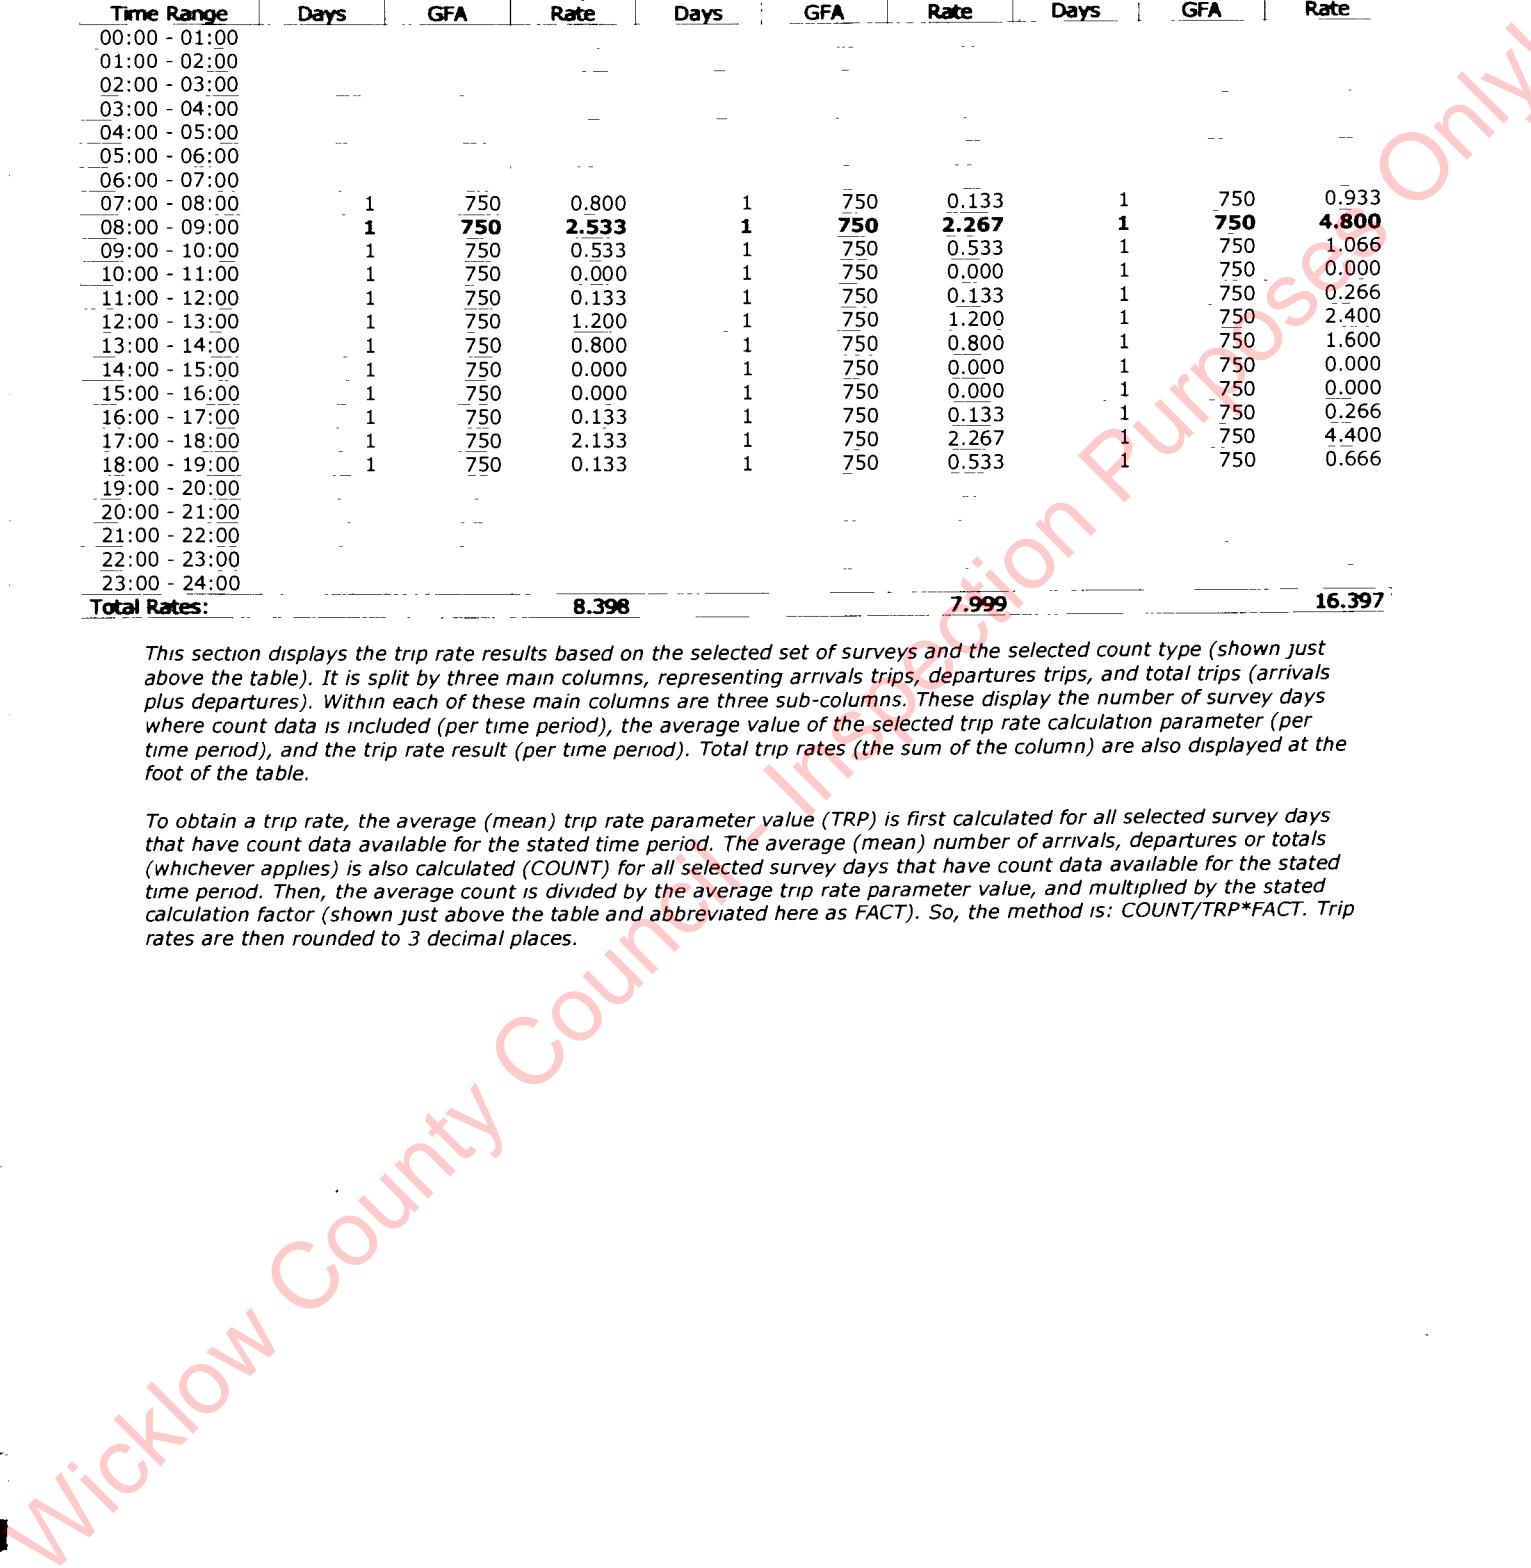 Time Range Days GFA Rate Days GFA Rate Days GFA Rate
00:00 - 01:00
01:00 - 02:00
02:00 - 03:00
03:00 - 04:00
04:00 - 05:00
05:00 - 06:00
06:00 - 07:00
07:00 - 08:00 1 750 0.800 1 750 0.133 1 750 0.933
08:00 - 09:00 1 750 2.533 1 750 2.267 1 750 4.800
09:00 - 10:00 1 750 0.533 1 750 0.533 1 750 1.066
10:00 - 11:00 1 750 0.000 1 750 0.000 1 750 0.000
11:00 - 12:00 1 750 0.133 1 750 0.133 1 750 0.266
12:00 - 13:00 1 750 1.200 1 750 1.200 1 750 2.400
13:00 - 14:00 1 750 0.800 1 750 0.800 1 750 1.600
14:00 - 15:00 1 750 0.000 1 750 0.000 1 750 0.000
15:00 - 16:00 1 750 0.000 1 750 0.000 1 750 0.000
16:00 - 17:00 1 750 0.133 1 750 0.133 1 750 0.266
17:00 - 18:00 1 750 2.133 1 750 2.267 1 750 4.400
18:00 - 19:00 1 750 0.133 1 750 0.533 1 750 0.666
19:00 - 20:00
20:00 - 21:00
21:00 - 22:00
22:00 - 23:00
23:00 - 24:00
Total Rates: 8.398 7.999 16.397
This section displays the trip rate results based on the selected set of surveys and the selected count type (shown just
above the table). It is split by three main columns, representing arrivals trips, departures trips, and total trips (arrivals
plus departures). Within each of these main columns are three sub-columns. These display the number of survey days
where count data is included (per time period), the average value of the selected trip rate calculation parameter (per
time period), and the trip rate result (per time period). Total trip rates (the sum of the column) are also displayed at the
foot of the table.
To obtain a trip rate, the average (mean) trip rate parameter value (TRP) is first calculated for all selected survey days
that have count data available for the stated time period. The average (mean) number of arrivals, departures or totals
(whichever applies) is also calculated (COUNT) for all selected survey days that have count data available for the stated
time period. Then, the average count is divided by the average trip rate parameter value, and multiplied by the stated
calculation factor (shown just above the table and abbreviated here as FACT). So, the method is: COUNT/TRP*FACT. Trip
rates are then rounded to 3 decimal places.
Wicklow County Council - Inspection Purposes Only!